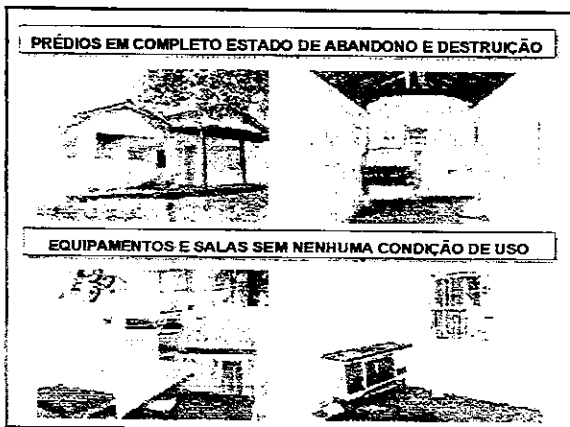 PRÉDIOS EM COMPLETO ESTADO DE ABANDONO E DESTRUIÇÃO
EQUIPAMENTOS E SALAS SEM NENHUMA CONDIÇÃO DE USO